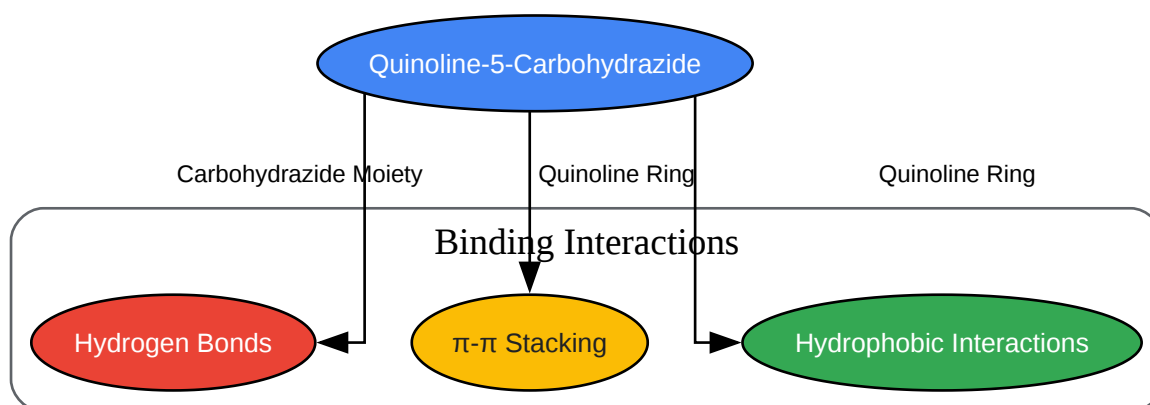 Quinoline-5-Carbohydrazide
Carbohydrazide Moiety
Quinoline Ring
Quinoline Ring
Binding Interactions
Hydrogen Bonds
π-π Stacking
Hydrophobic Interactions